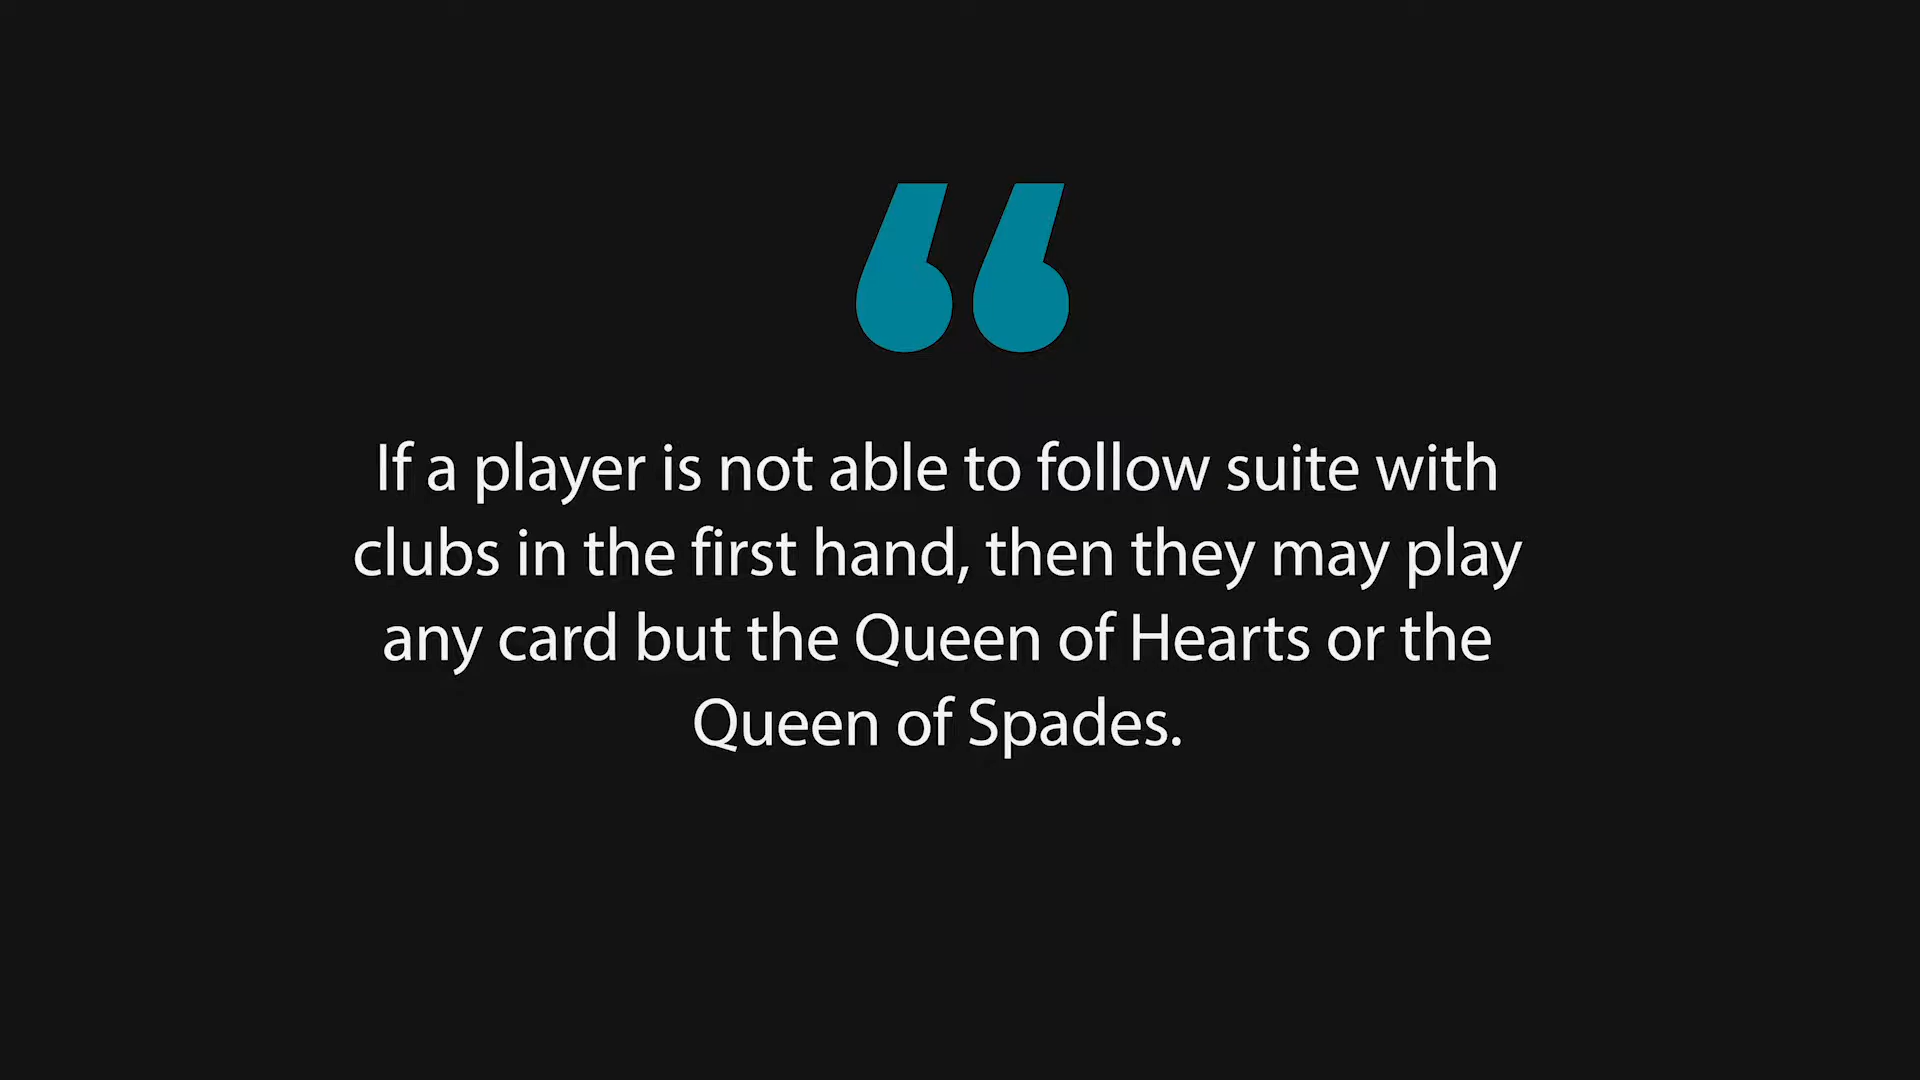 “
If a player is not able to follow suite with
clubs in the first hand, then they may play
any card but the Queen of Hearts or the
Queen of Spades.